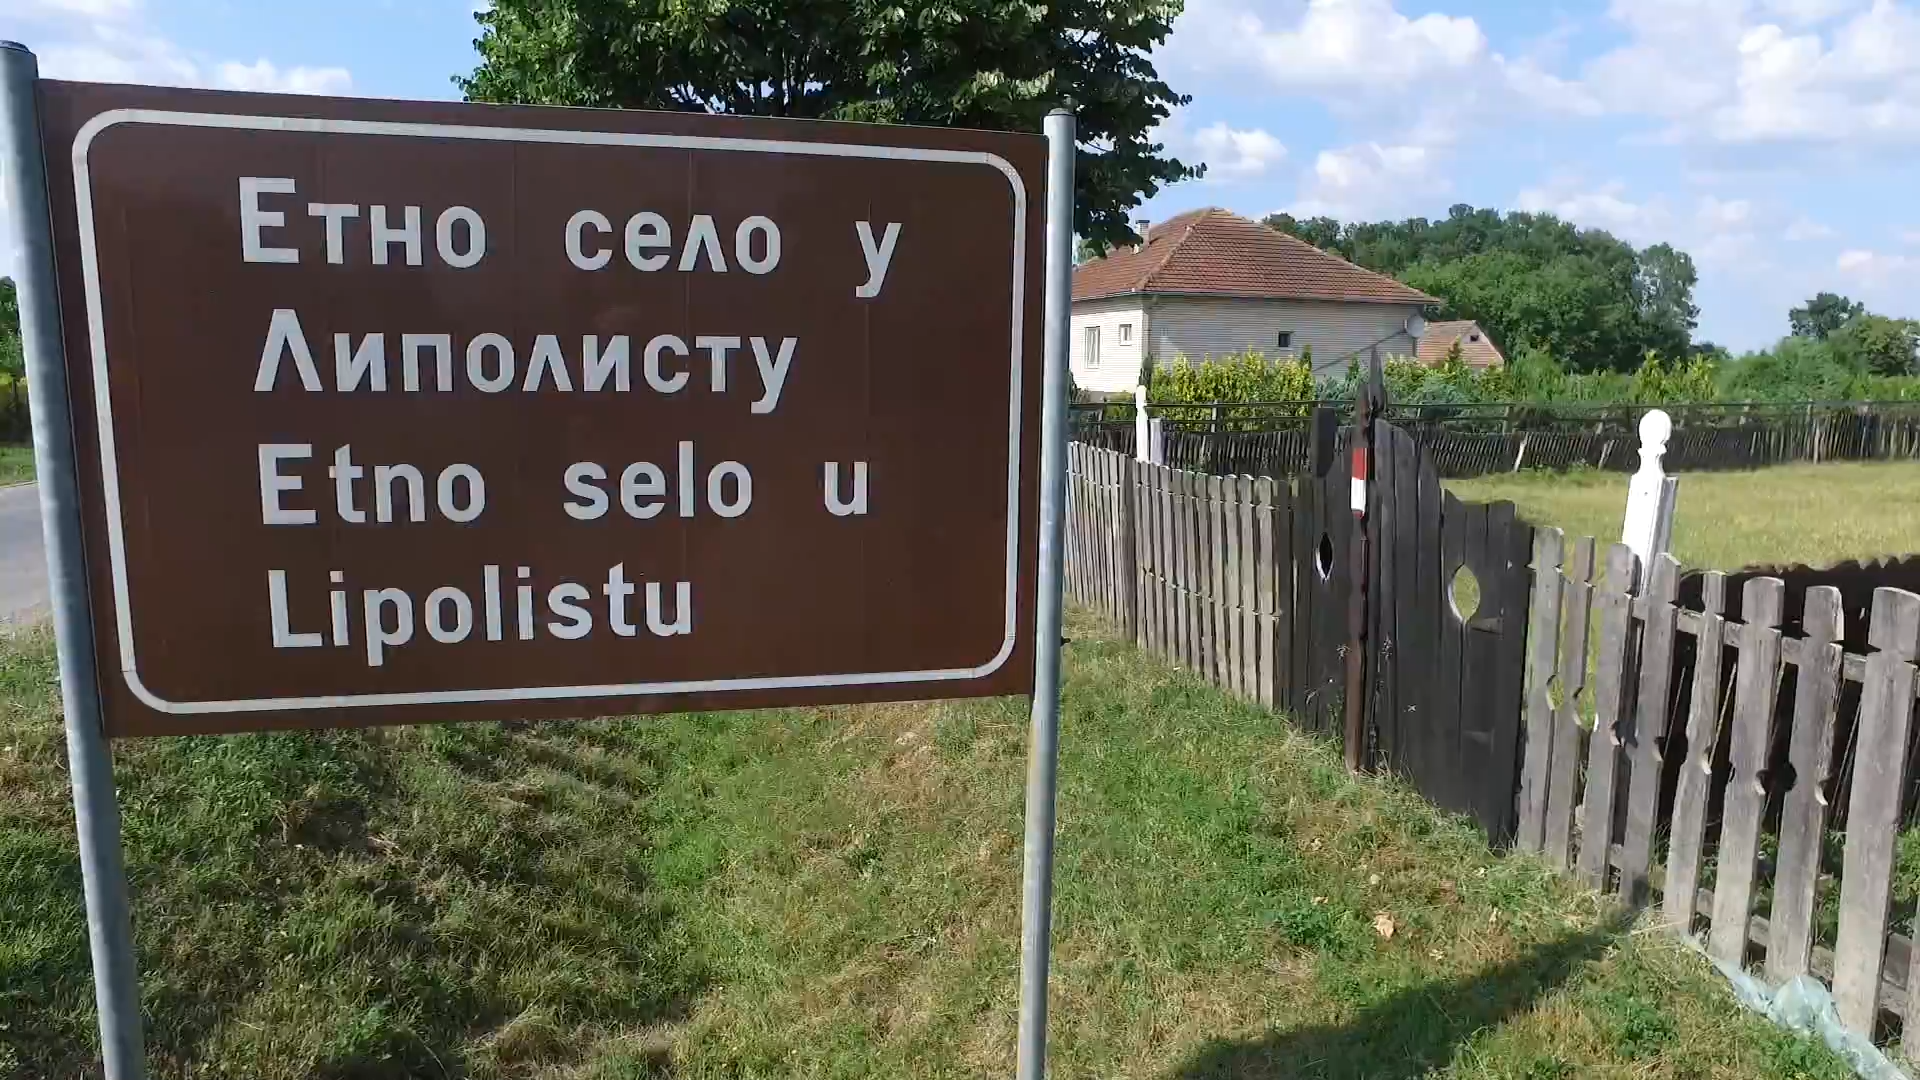 Етно село у
Липолисту
Etno selo u
Lipolistu